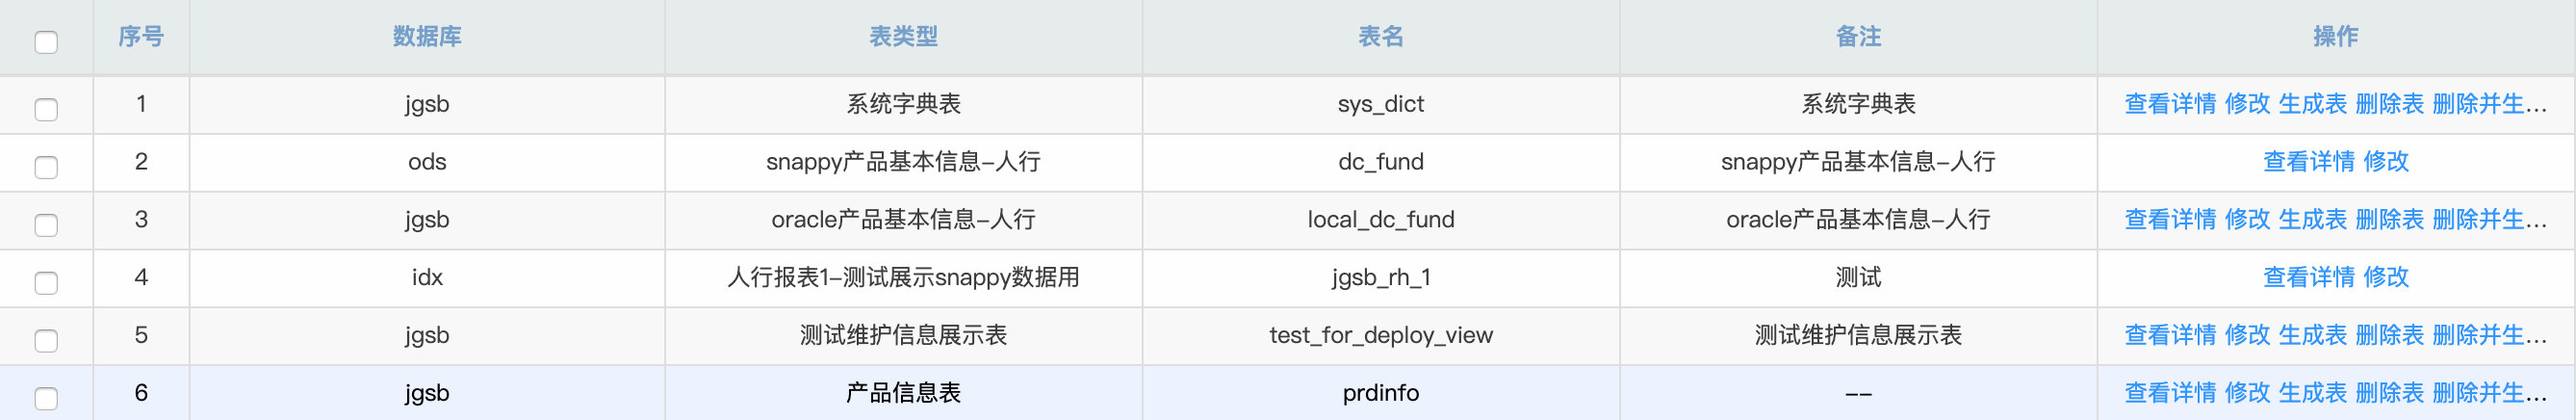 序号 数据库 表类型 表名 备注 操作
1 jgsb 系统字典表 sys_dict 系统字典表 查看详情 修改 生成表 删除表 删除并生...
2 ods snappy产品基本信息-人行 dc_fund snappy产品基本信息-人行 查看详情 修改
3 jgsb oracle产品基本信息-人行 local_dc_fund oracle产品基本信息-人行 查看详情 修改 生成表 删除表 删除并生...
4 idx 人行报表1-测试展示snappy数据用 jgsb_rh_1 测试 查看详情 修改
5 jgsb 测试维护信息展示表 test_for_deploy_view 测试维护信息展示表 查看详情 修改 生成表 删除表 删除并生...
6 jgsb 产品信息表 prdinfo -- 查看详情 修改 生成表 删除表 删除并生...